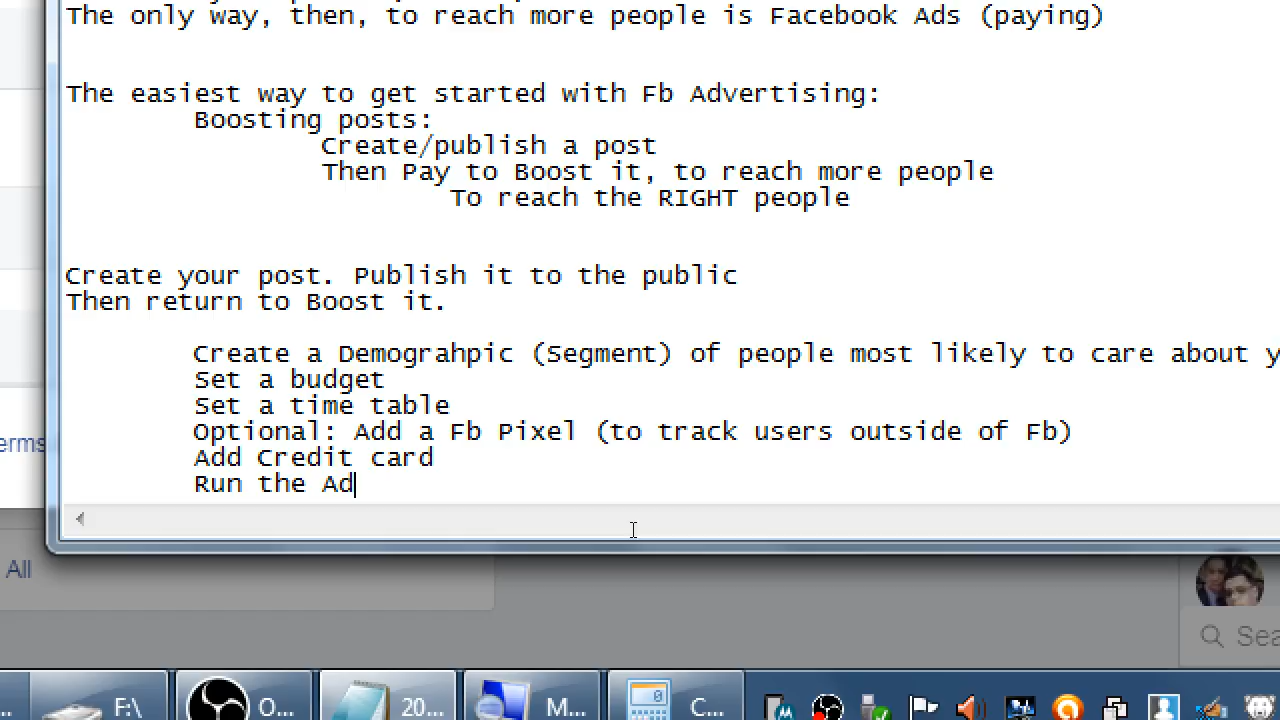 The only way, then, to reach more people is Facebook Ads (paying)
The easiest way to get started with Fb Advertising:
Boosting posts:
Create/publish a post
Then Pay to Boost it, to reach more people
To reach the RIGHT people
Create your post. Publish it to the public
Then return to Boost it.
Create a Demograhpic (Segment) of people most likely to care about y
Set a budget
Set a time table
Optional: Add a Fb Pixel (to track users outside of Fb)
erms
Add Credit card
Run the Ad
All
Sea
F:\
O...
20...
M...
0
C...